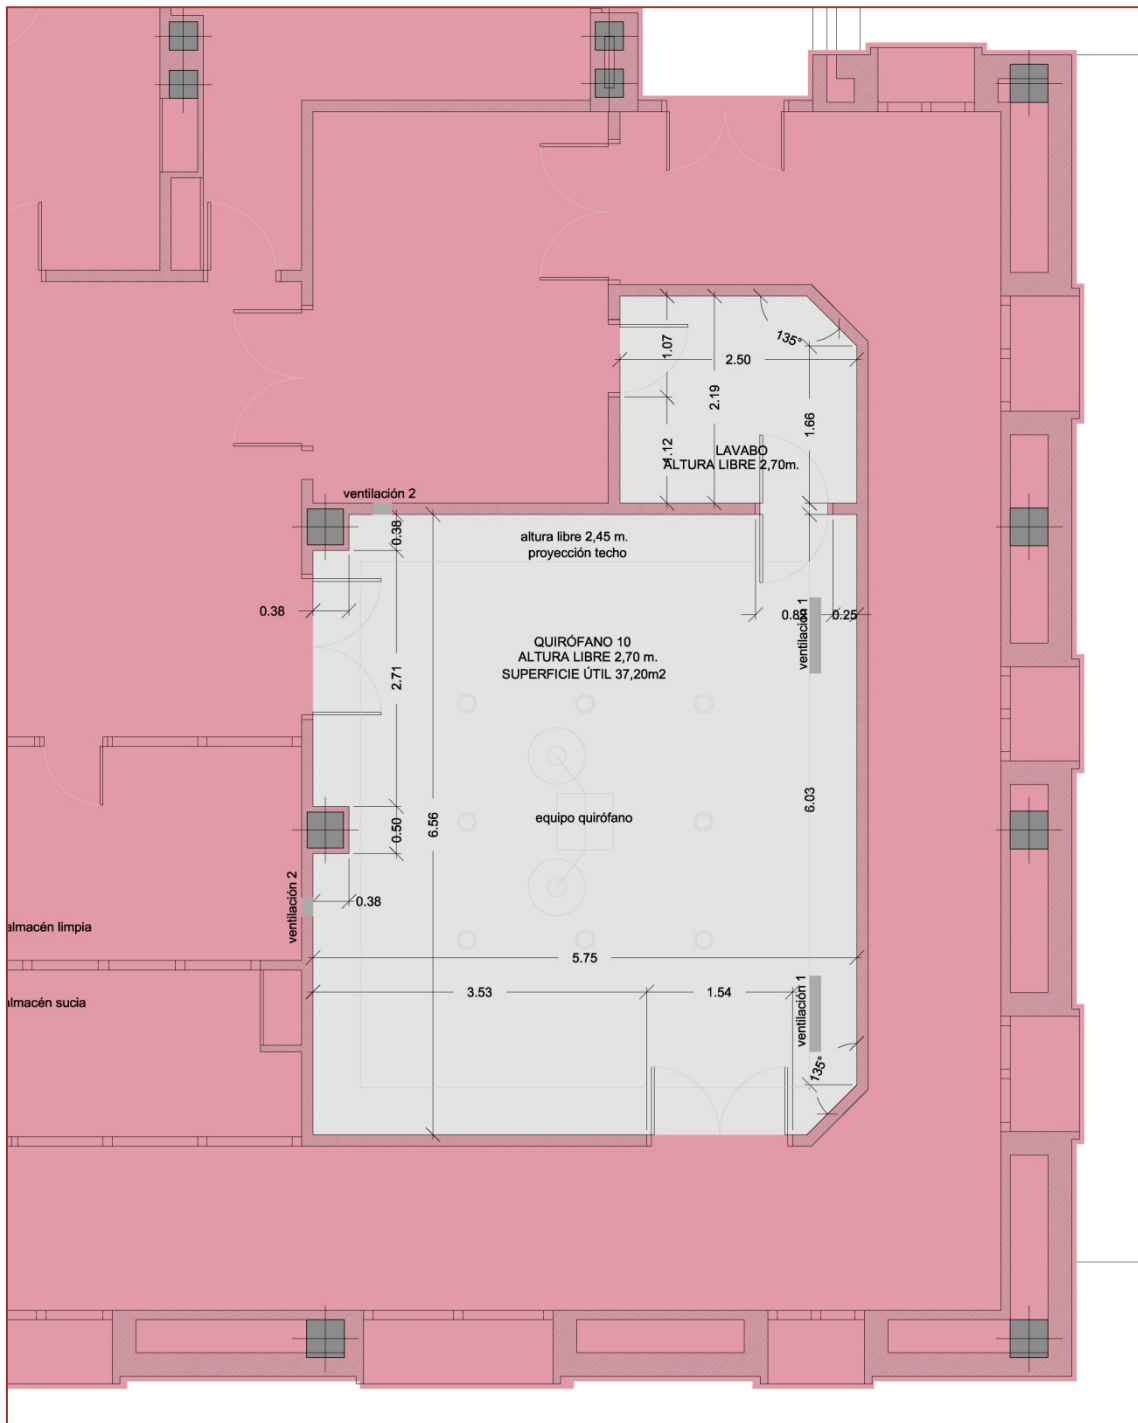 135°
1.07
2.50
2.19
1.66
1.12
LAVABO
ALTURA LIBRE 2,70m.
ventilación 2
0.38
altura libre 2,45 m.
proyección techo
0.38
0.25
ventilación 1
QUIRÓFANO 10
ALTURA LIBRE 2,70 m.
SUPERFICIE ÚTIL 37,20m2
2.71
6.03
6.56
0.50
equipo quirófano
ventilación 2
0.38
almacén limpia
5.75
3.53
1.54
ventilación 1
almacén sucia
135°